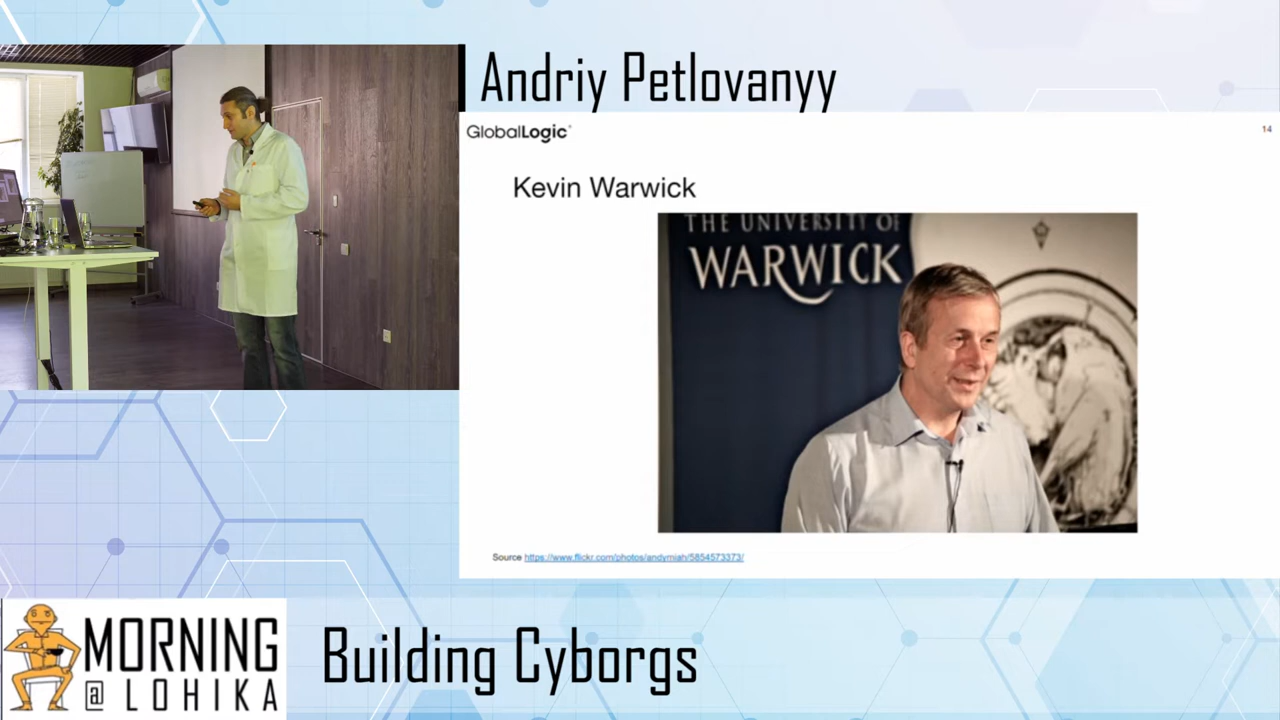 Andriy Petlovanyy
GlobalLogic
14
Kevin Warwick
THE UNIVERSITY OF
WARWICK
Source https://www.flickr.com/photos/andymiah/5854573373/
MORNING
@ LOHIKA
Building Cyborgs